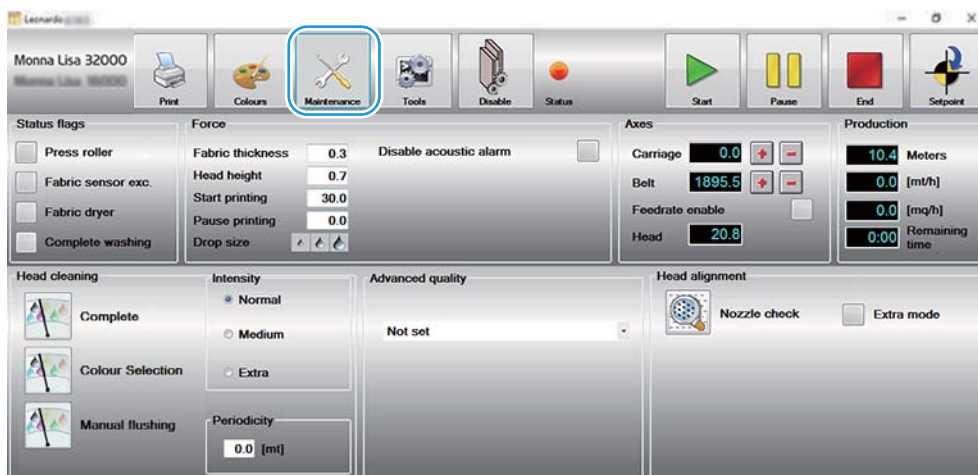 Leonardo
Monna Lisa 32000
Monna Lisa 16000
Print
Colours
Maintenance
Tools
Disable
Status
Start
Pause
End
Setpoint
Status flags
Press roller
Fabric sensor exc.
Fabric dryer
Complete washing
Force
Fabric thickness 0.3
Head height 0.7
Start printing 30.0
Pause printing 0.0
Drop size
Disable acoustic alarm
Axes
Carriage 0.0 + -
Belt 1895.5 + -
Feedrate enable
Head 20.8
Production
10.4 Meters
0.0 [mt/h]
0.0 [mq/h]
0:00 Remaining
time
Head cleaning
Complete
Colour Selection
Manual flushing
Intensity
Normal
Medium
Extra
Periodicity
0.0 [mt]
Advanced quality
Not set
Head alignment
Nozzle check
Extra mode